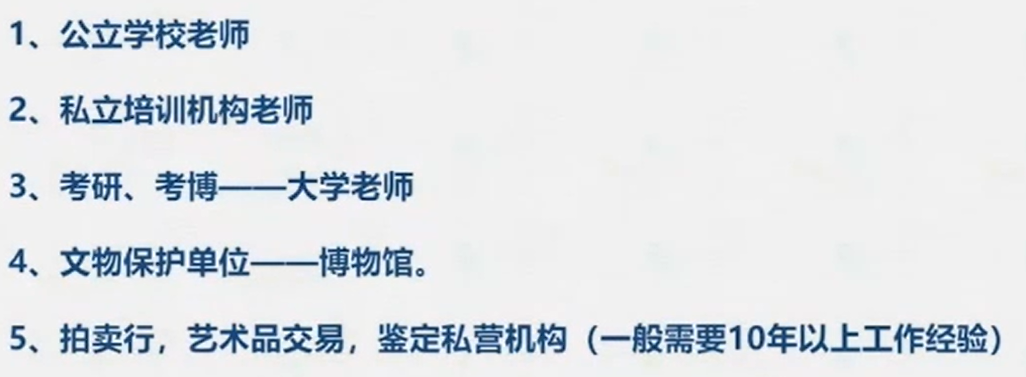 1、公立学校老师
2、私立培训机构老师
3、考研、考博——大学老师
4、文物保护单位——博物馆。
5、拍卖行，艺术品交易，鉴定私营机构（一般需要10年以上工作经验）